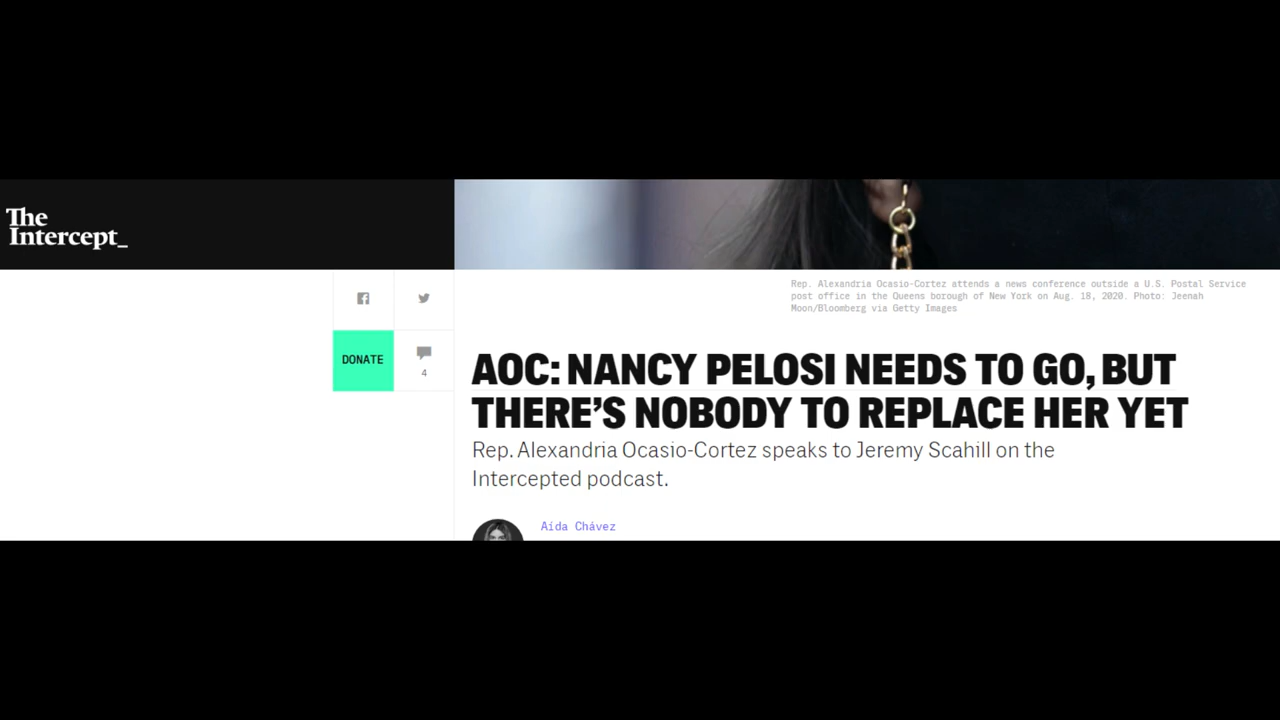 The
Intercept_
Rep. Alexandria Ocasio-Cortez attends a news conference outside a U.S. Postal Service
post office in the Queens borough of New York on Aug. 18, 2020. Photo: Jeenah
Moon/Bloomberg via Getty Images
DONATE
4
AOC: NANCY PELOSI NEEDS TO GO, BUT
THERE’S NOBODY TO REPLACE HER YET
Rep. Alexandria Ocasio-Cortez speaks to Jeremy Scahill on the
Intercepted podcast.
Aída Chávez